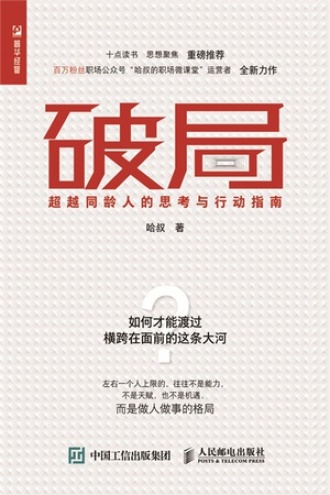 十点读书 思想聚焦 重磅推荐
百万粉丝职场公众号“哈叔的职场微课堂”运营者 全新力作
破局
超越同龄人的思考与行动指南
哈叔 著
?
如何才能渡过
横跨在面前的这条大河
左右一个人上限的，往往不是能力，
不是天赋，也不是机遇，
而是做人做事的格局
中国工信出版集团 人民邮电出版社
POSTS & TELECOM PRESS